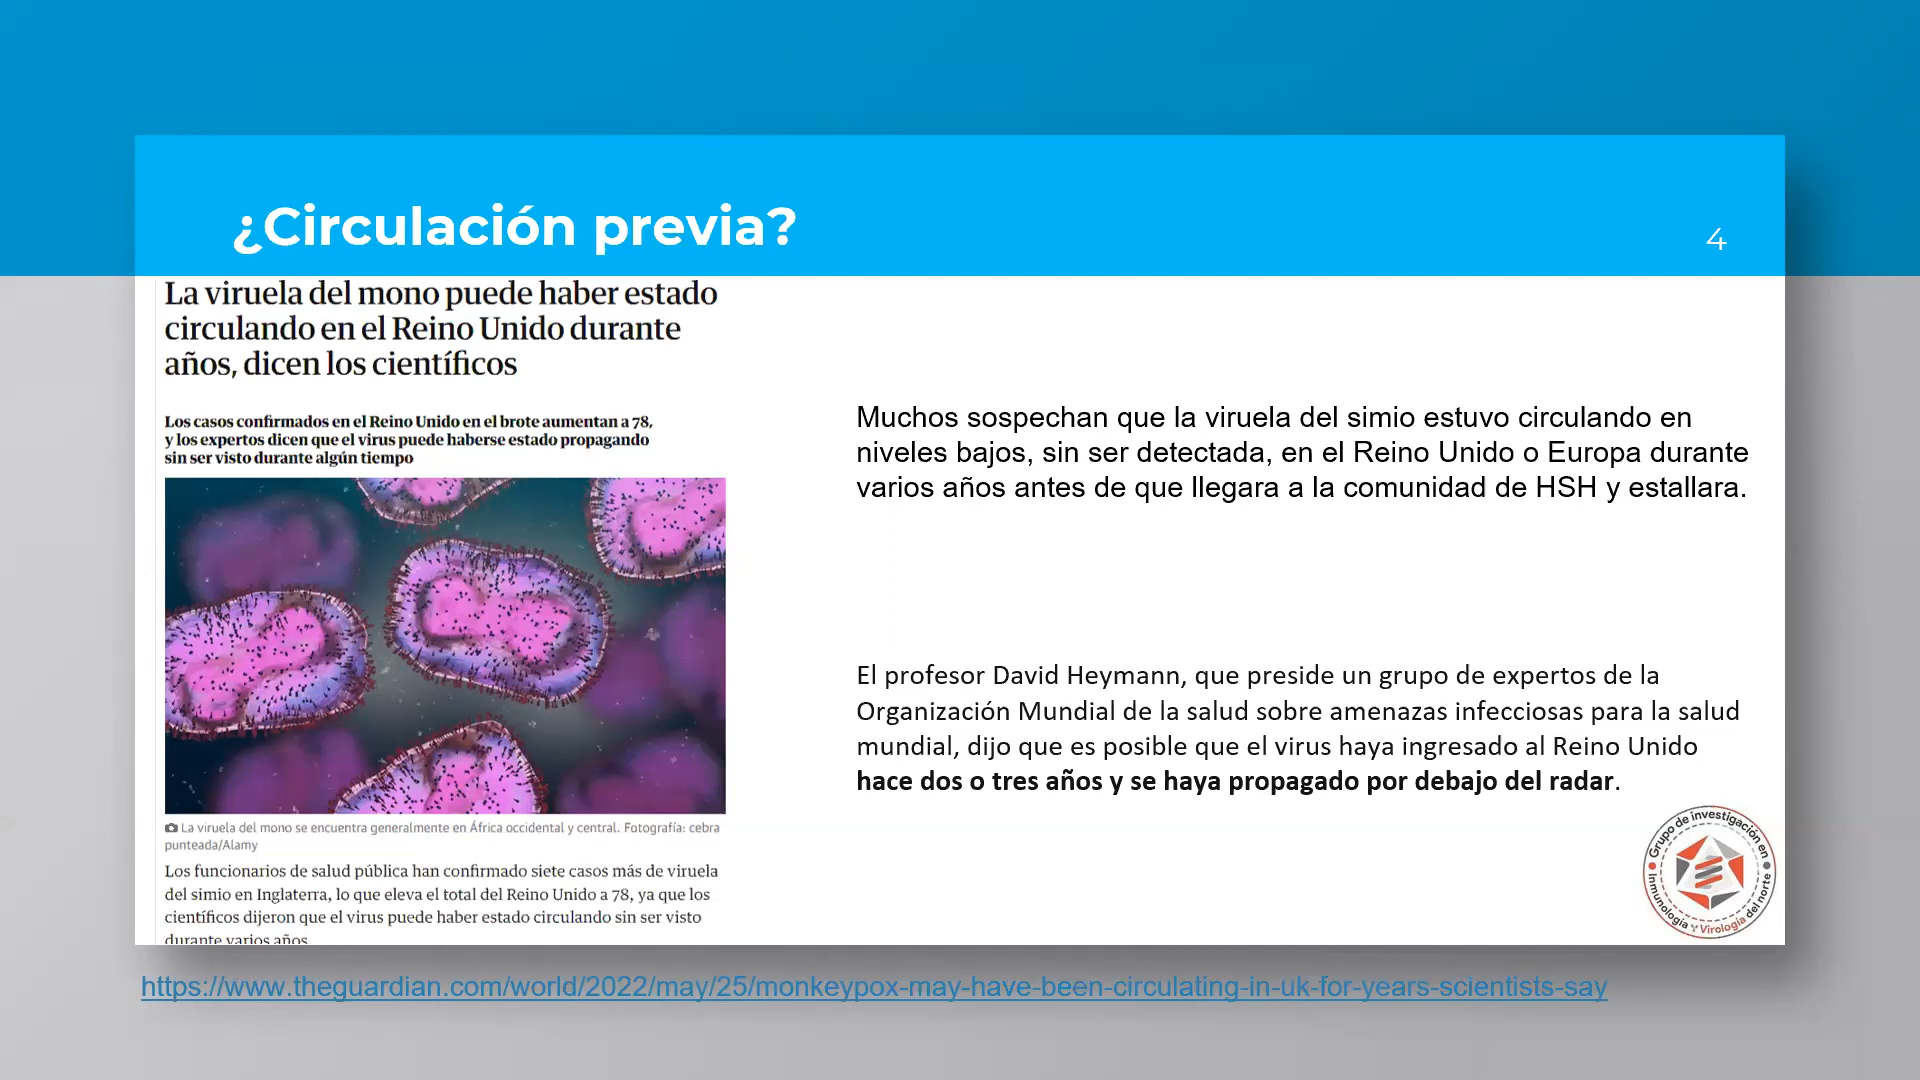 ¿Circulación previa?
4
La viruela del mono puede haber estado
circulando en el Reino Unido durante
años, dicen los científicos
Los casos confirmados en el Reino Unido en el brote aumentan a 78,
y los expertos dicen que el virus puede haberse estado propagando
sin ser visto durante algún tiempo
La viruela del mono se encuentra generalmente en África occidental y central. Fotografía: cebra
punteada/Alamy
Los funcionarios de salud pública han confirmado siete casos más de viruela
del simio en Inglaterra, lo que eleva el total del Reino Unido a 78, ya que los
científicos dijeron que el virus puede haber estado circulando sin ser visto
durante varios años.
Muchos sospechan que la viruela del simio estuvo circulando en
niveles bajos, sin ser detectada, en el Reino Unido o Europa durante
varios años antes de que llegara a la comunidad de HSH y estallara.
El profesor David Heymann, que preside un grupo de expertos de la
Organización Mundial de la salud sobre amenazas infecciosas para la salud
mundial, dijo que es posible que el virus haya ingresado al Reino Unido
hace dos o tres años y se haya propagado por debajo del radar.
Grupo de investigación en
Inmunología y Virología del norte
https://www.theguardian.com/world/2022/may/25/monkeypox-may-have-been-circulating-in-uk-for-years-scientists-say